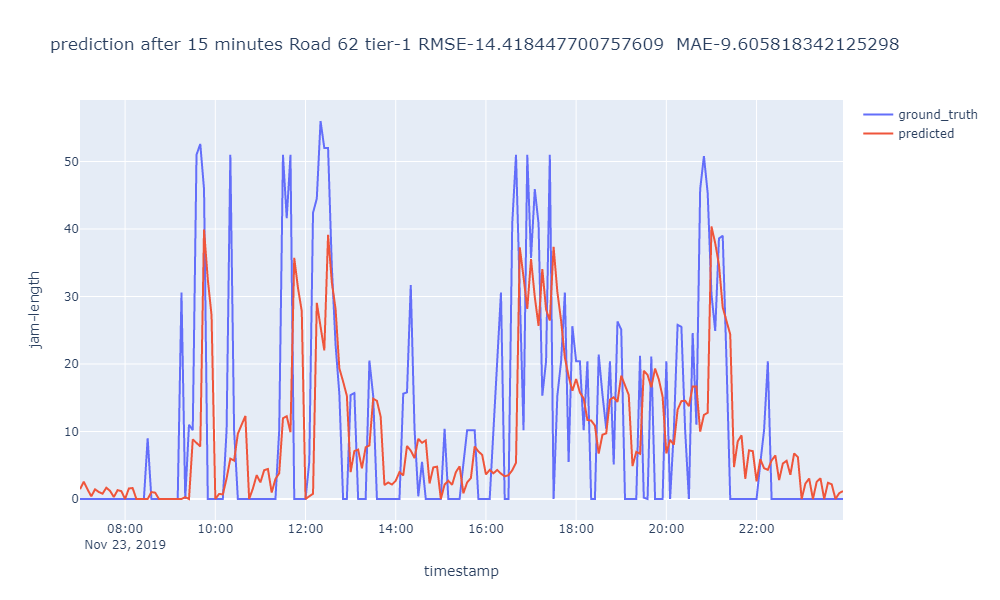 prediction after 15 minutes Road 62 tier-1 RMSE-14.418447700757609  MAE-9.605818342125298
ground_truth
predicted
50
40
30
20
10
0
jam-length
08:00 10:00 12:00 14:00 16:00 18:00 20:00 22:00
Nov 23, 2019
timestamp